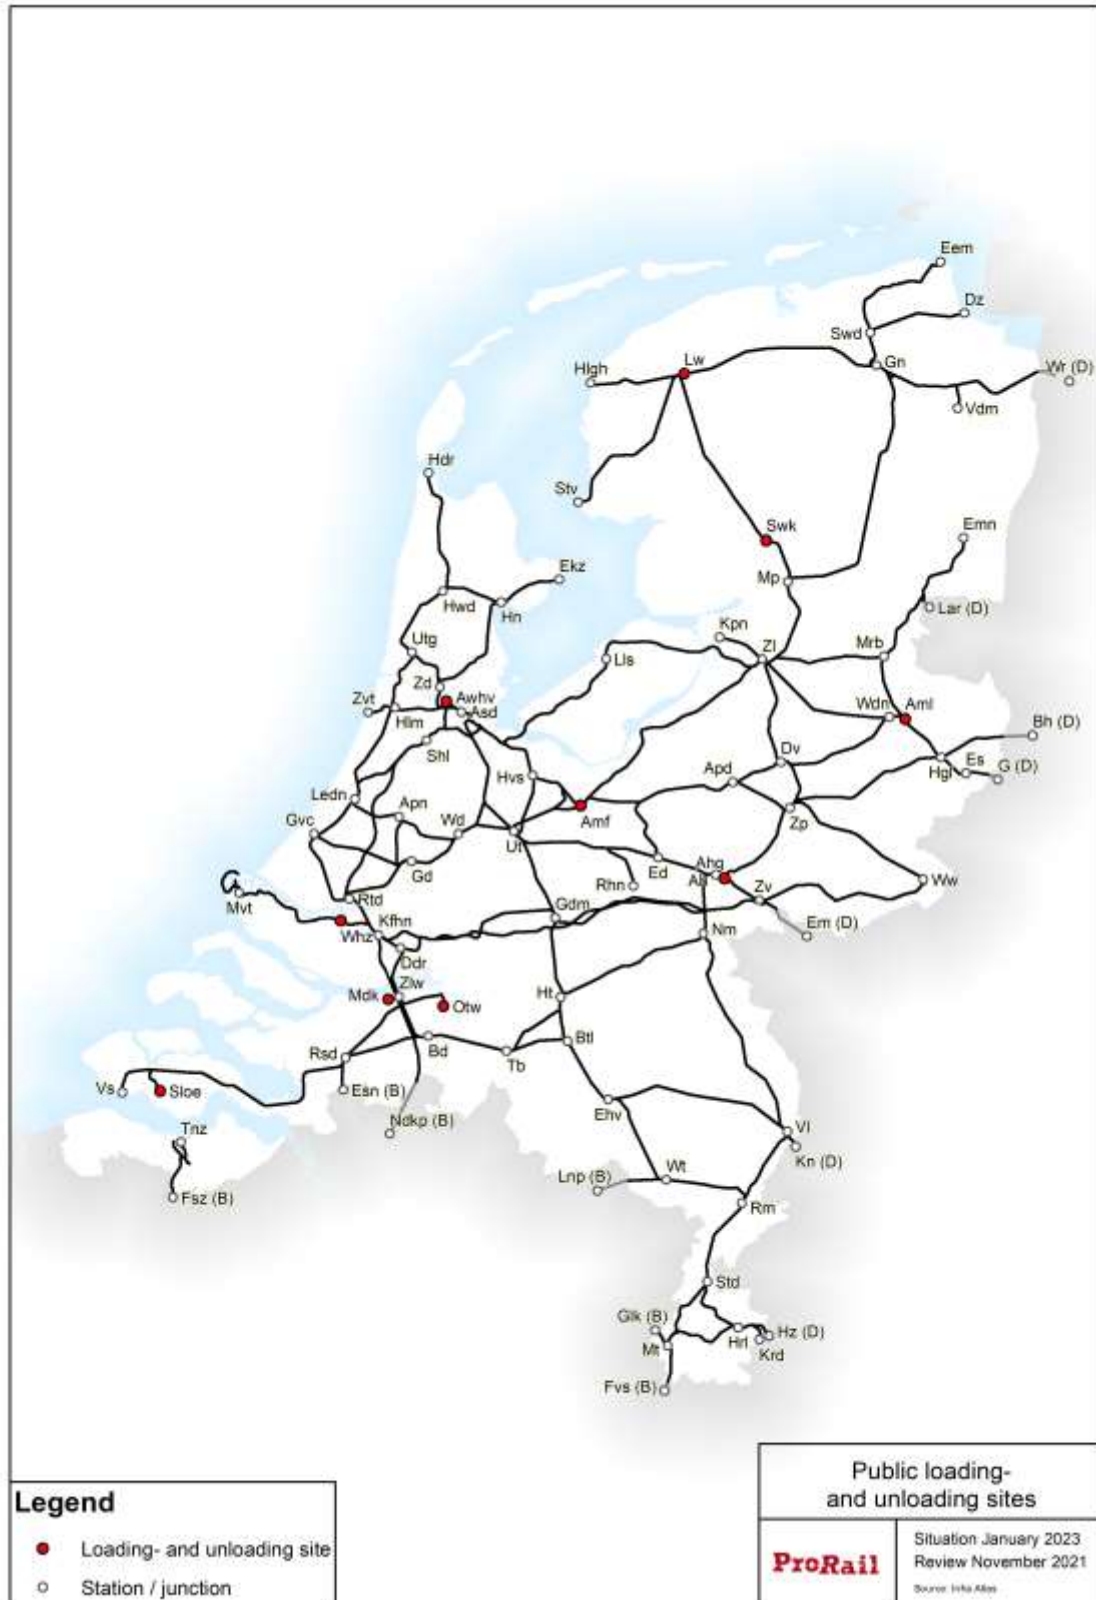 Eem
Dz
Swd
Lw
Gn
Hlgh
Wr (D)
Vdm
Hdr
Stv
Swk
Emn
Ekz
Mp
Hwd
Hn
Lar (D)
Kpn
Utg
Zl
Mrb
Lls
Zd
Zvt
Awhv
Asd
Hlm
Wdn
Aml
Bh (D)
Shl
Dv
Hgl
Es
G (D)
Hvs
Apd
Ledn
Apn
Wd
Amf
Zp
Gvc
Ut
Gd
Ed
Ahg
Ah
Rhn
Zv
Ww
Mvt
Rtd
Kfhn
Gdm
Em (D)
Whz
Nm
Ddr
Mdk
Zlw
Otw
Ht
Rsd
Bd
Tb
Btl
Vs
Sloe
Esn (B)
Ndkp (B)
Ehv
Tnz
Vl
Kn (D)
Fsz (B)
Lnp (B)
Wt
Rm
Std
Glk (B)
Hz (D)
Mt
Hrl
Krd
Fvs (B)
Legend
Loading- and unloading site
Station / junction
Public loading-
and unloading sites
ProRail
Situation January 2023
Review November 2021
Source: Infra Atlas